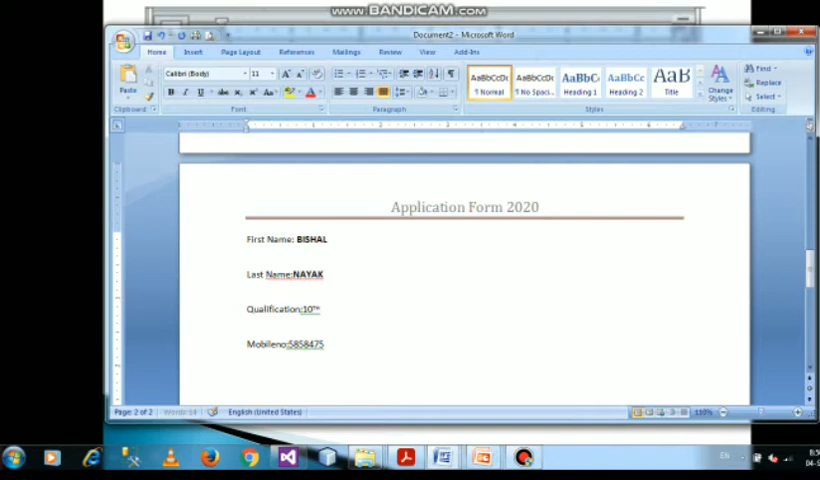 www.BANDICAM.com
Document2 - Microsoft Word
Home Insert Page Layout References Mailings Review View Add-Ins
Paste
Calibri (Body) 11
AaBbCcDc AaBbCcDc AaBbC AaBbCc AaB
¶ Normal ¶ No Spaci... Heading 1 Heading 2 Title
Change Styles
Find
Replace
Select
Clipboard Font Paragraph Styles Editing
Application Form 2020
First Name: BISHAL
Last Name:NAYAK
Qualification:10TH
Mobileno:5858475
Page: 2 of 2 Words: 14 English (United States) 110%
EN